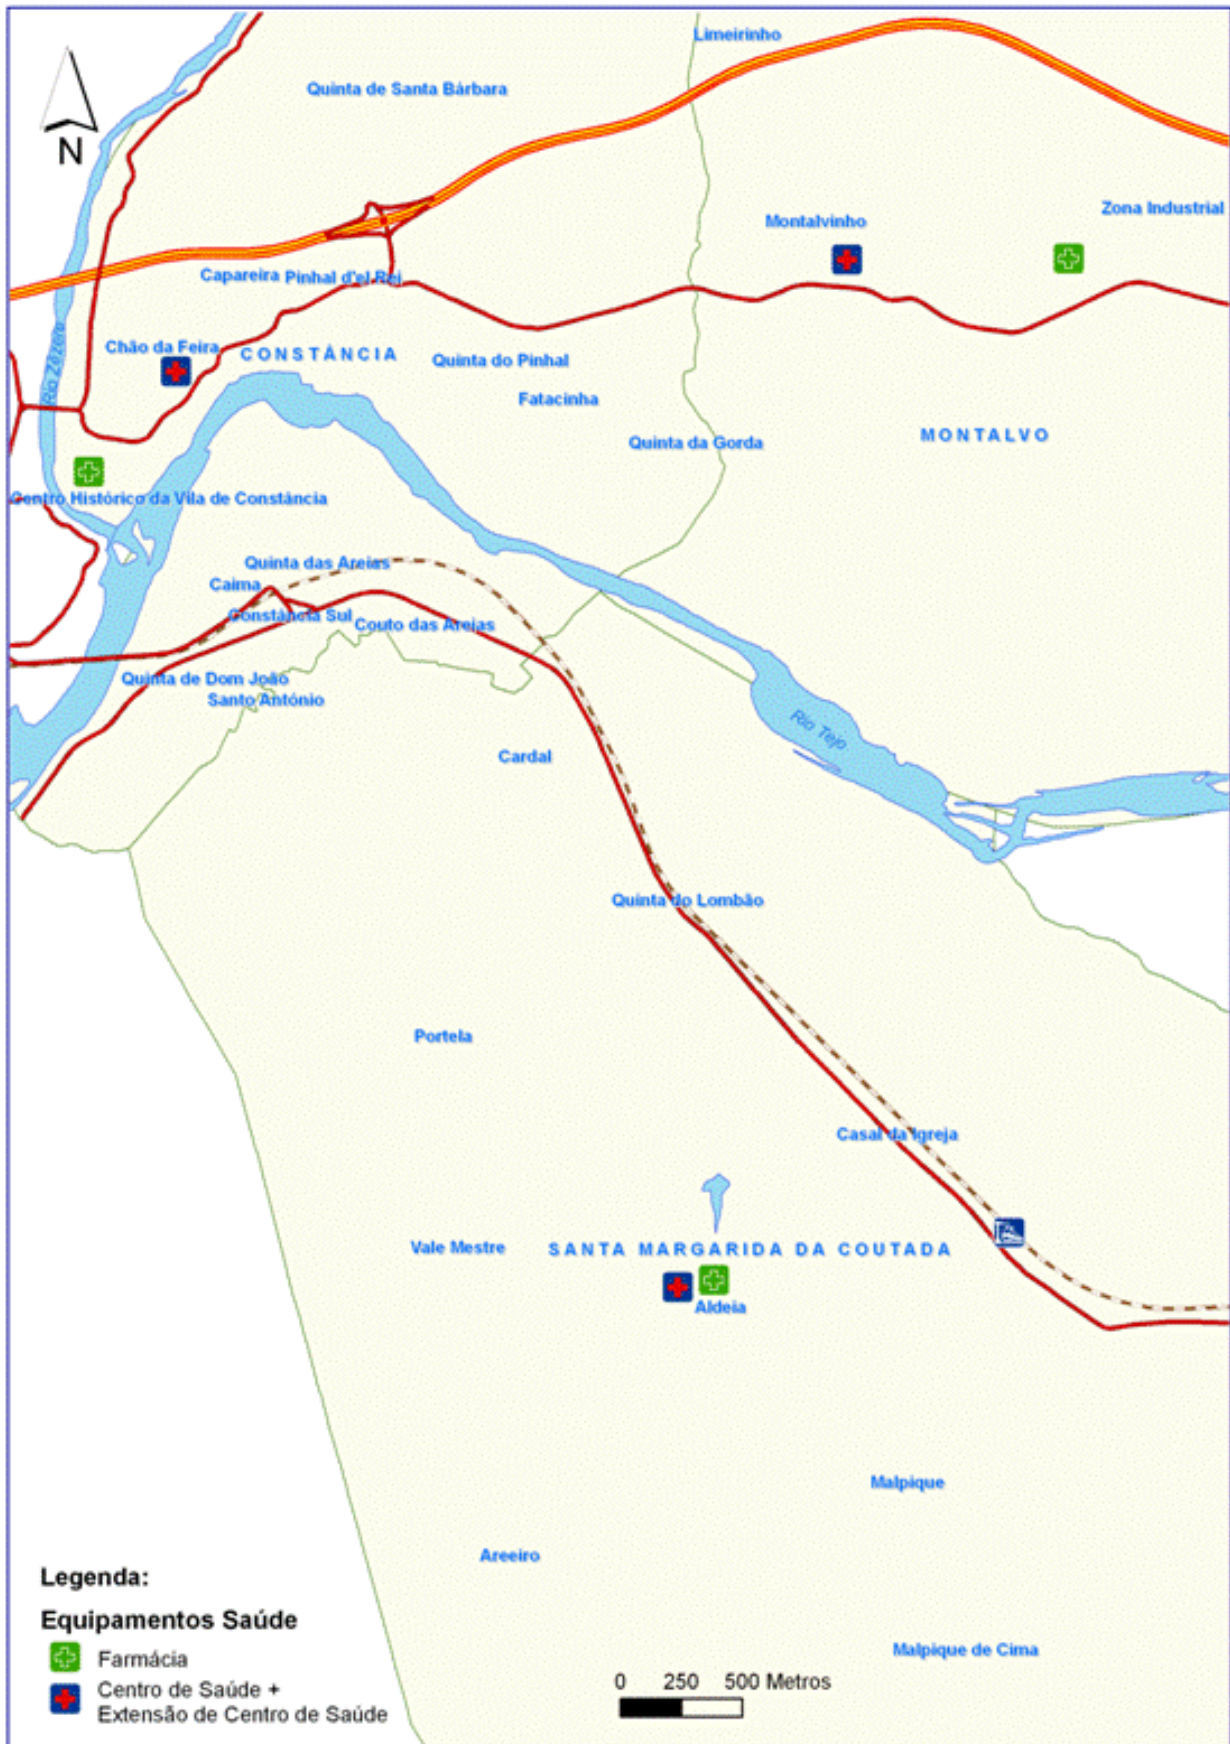 Limeirinho
Quinta de Santa Bárbara
N
Zona Industrial
Montalvinho
Capareira
Pinhal d'el Rei
Rio Zêzere
Chão da Feira
CONSTÂNCIA
Quinta do Pinhal
Fatacinha
MONTALVO
Quinta da Gorda
Centro Histórico da Vila de Constância
Quinta das Areias
Caima
Constância Sul
Couto das Areias
Quinta de Dom João
Santo António
Rio Tejo
Cardal
Quinta do Lombão
Portela
Casal da Igreja
Vale Mestre
SANTA MARGARIDA DA COUTADA
Aldeia
Malpique
Areeiro
Malpique de Cima
Legenda:
Equipamentos Saúde
Farmácia
Centro de Saúde +
Extensão de Centro de Saúde
0 250 500 Metros